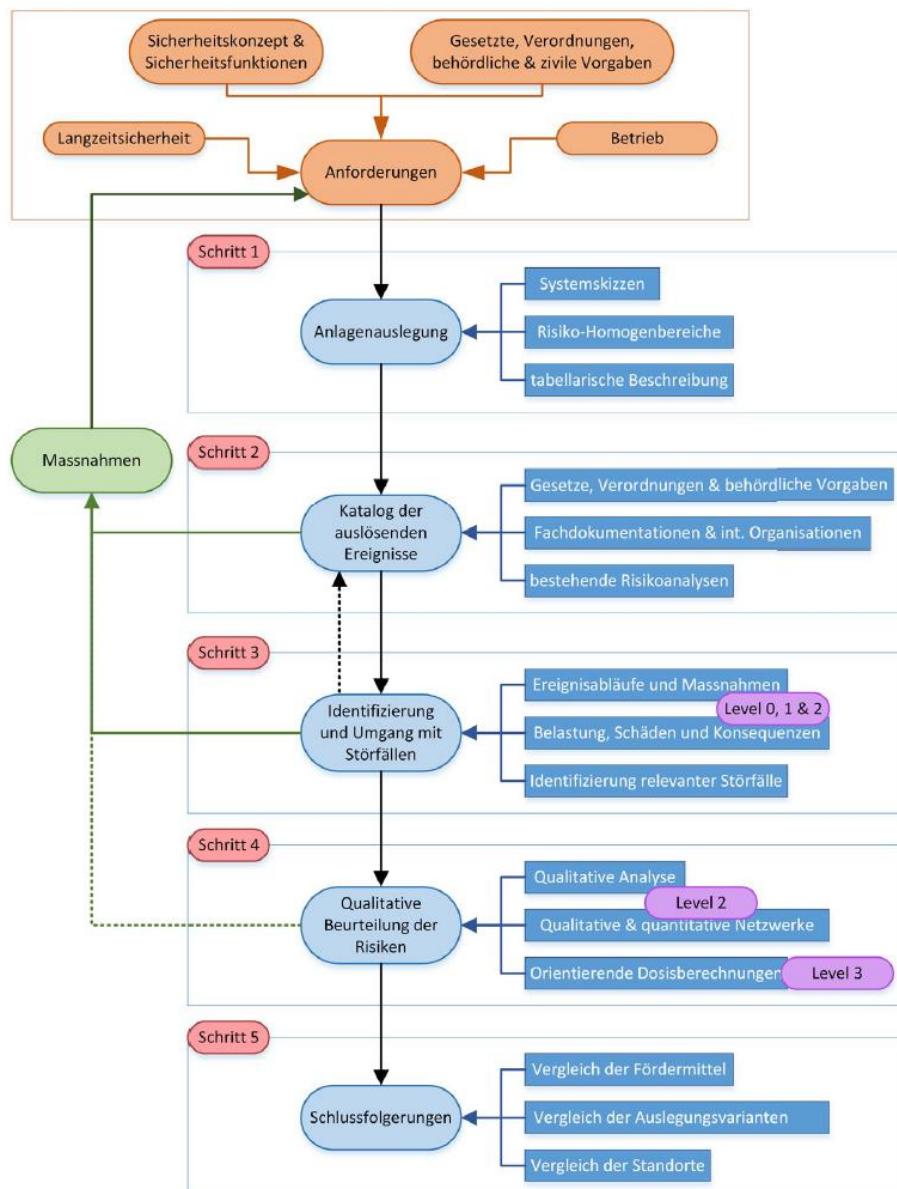 Sicherheitskonzept &
Sicherheitsfunktionen
Gesetzte, Verordnungen,
behördliche & zivile Vorgaben
Langzeitsicherheit
Betrieb
Anforderungen
Schritt 1
Anlagenauslegung
Systemskizzen
Risiko-Homogenbereiche
tabellarische Beschreibung
Massnahmen
Schritt 2
Katalog der
auslösenden
Ereignisse
Gesetze, Verordnungen & behördliche Vorgaben
Fachdokumentationen & int. Organisationen
bestehende Risikoanalysen
Schritt 3
Identifizierung
und Umgang mit
Störfällen
Ereignisabläufe und Massnahmen
Level 0, 1 & 2
Belastung, Schäden und Konsequenzen
Identifizierung relevanter Störfälle
Schritt 4
Qualitative
Beurteilung der
Risiken
Qualitative Analyse
Level 2
Qualitative & quantitative Netzwerke
Orientierende Dosisberechnungen
Level 3
Schritt 5
Schlussfolgerungen
Vergleich der Fördermittel
Vergleich der Auslegungsvarianten
Vergleich der Standorte